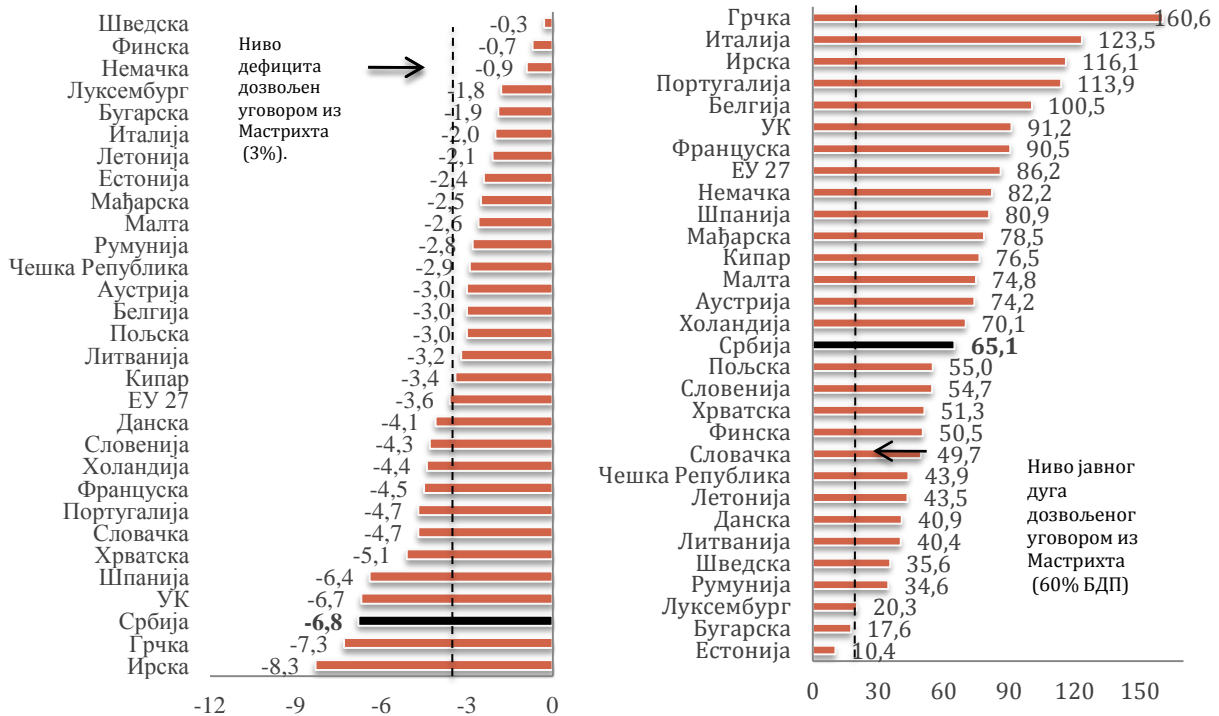 Шведска -0,3
Финска -0,7
Немачка -0,9
Луксембург -1,8
Бугарска -1,9
Италија -2,0
Летонија -2,1
Естонија -2,4
Мађарска -2,5
Малта -2,6
Румунија -2,8
Чешка Република -2,9
Аустрија -3,0
Белгија -3,0
Пољска -3,0
Литванија -3,2
Кипар -3,4
ЕУ 27 -3,6
Данска -4,1
Словенија -4,3
Холандија -4,4
Француска -4,5
Португалија -4,7
Словачка -4,7
Хрватска -5,1
Шпанија -6,4
УК -6,7
Србија -6,8
Грчка -7,3
Ирска -8,3
-12 -9 -6 -3 0
Ниво
дефицита
дозвољен
уговором из
Мастрихта
(3%).
Грчка 160,6
Италија 123,5
Ирска 116,1
Португалија 113,9
Белгија 100,5
УК 91,2
Француска 90,5
ЕУ 27 86,2
Немачка 82,2
Шпанија 80,9
Мађарска 78,5
Кипар 76,5
Малта 74,8
Аустрија 74,2
Холандија 70,1
Србија 65,1
Пољска 55,0
Словенија 54,7
Хрватска 51,3
Финска 50,5
Словачка 49,7
Чешка Република 43,9
Летонија 43,5
Данска 40,9
Литванија 40,4
Шведска 35,6
Румунија 34,6
Луксембург 20,3
Бугарска 17,6
Естонија 10,4
0 30 60 90 120 150
Ниво јавног
дуга
дозвољеног
уговором из
Мастрихта
(60% БДП)